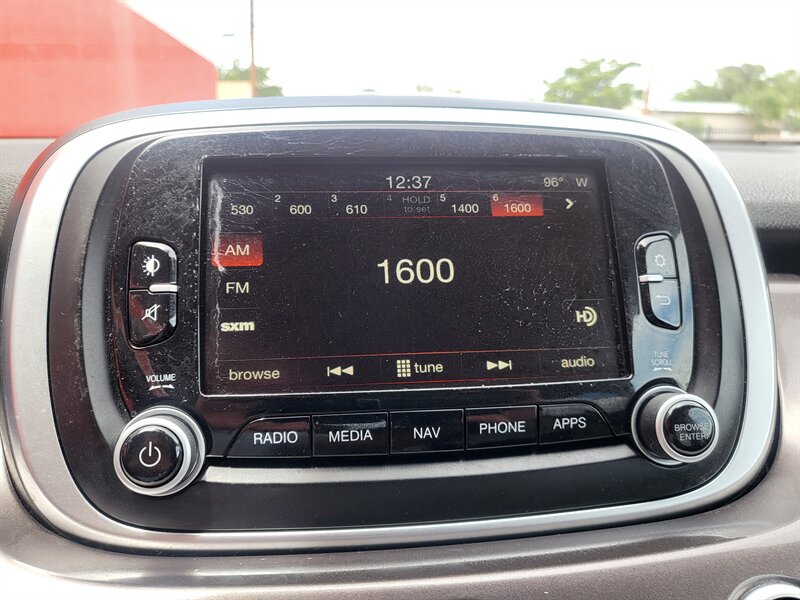 12:37 96° W
530 2 600 3 610 4 HOLD to set 5 1400 6 1600
AM
1600
FM
sxm HD
browse tune audio
VOLUME
TUNE
SCROLL
RADIO MEDIA NAV PHONE APPS
BROWSE
ENTER